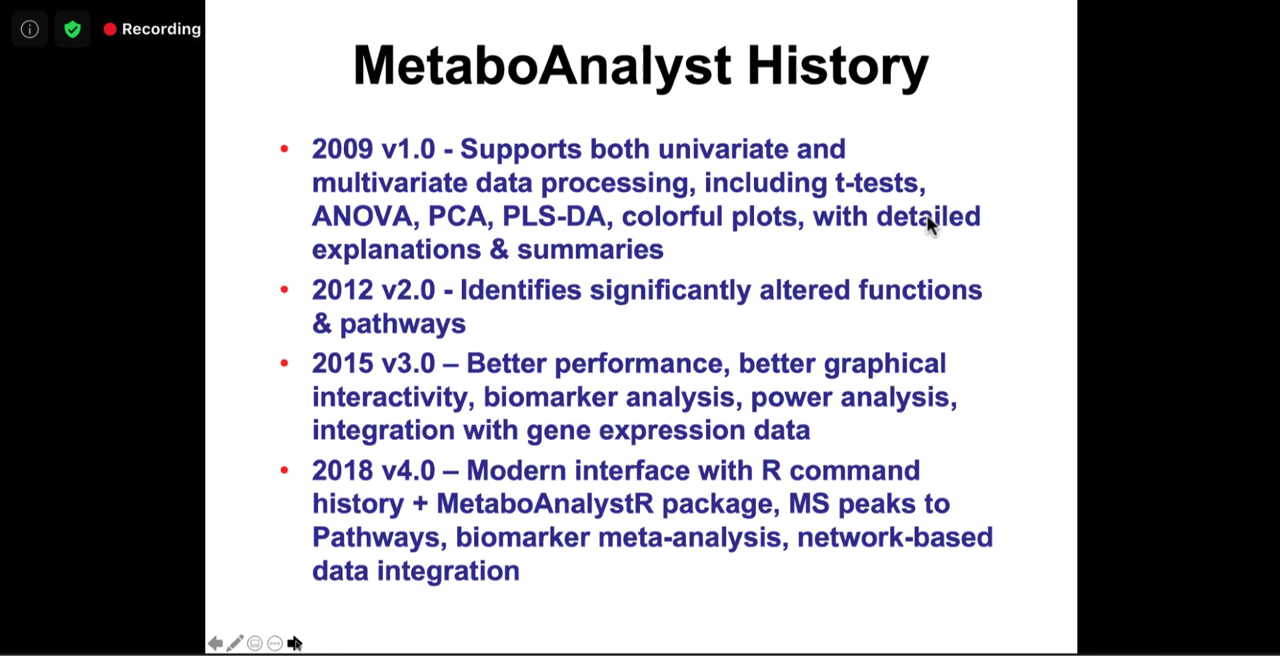 Recording
MetaboAnalyst History
• 2009 v1.0 - Supports both univariate and
multivariate data processing, including t-tests,
ANOVA, PCA, PLS-DA, colorful plots, with detailed
explanations & summaries
• 2012 v2.0 - Identifies significantly altered functions
& pathways
• 2015 v3.0 – Better performance, better graphical
interactivity, biomarker analysis, power analysis,
integration with gene expression data
• 2018 v4.0 – Modern interface with R command
history + MetaboAnalystR package, MS peaks to
Pathways, biomarker meta-analysis, network-based
data integration